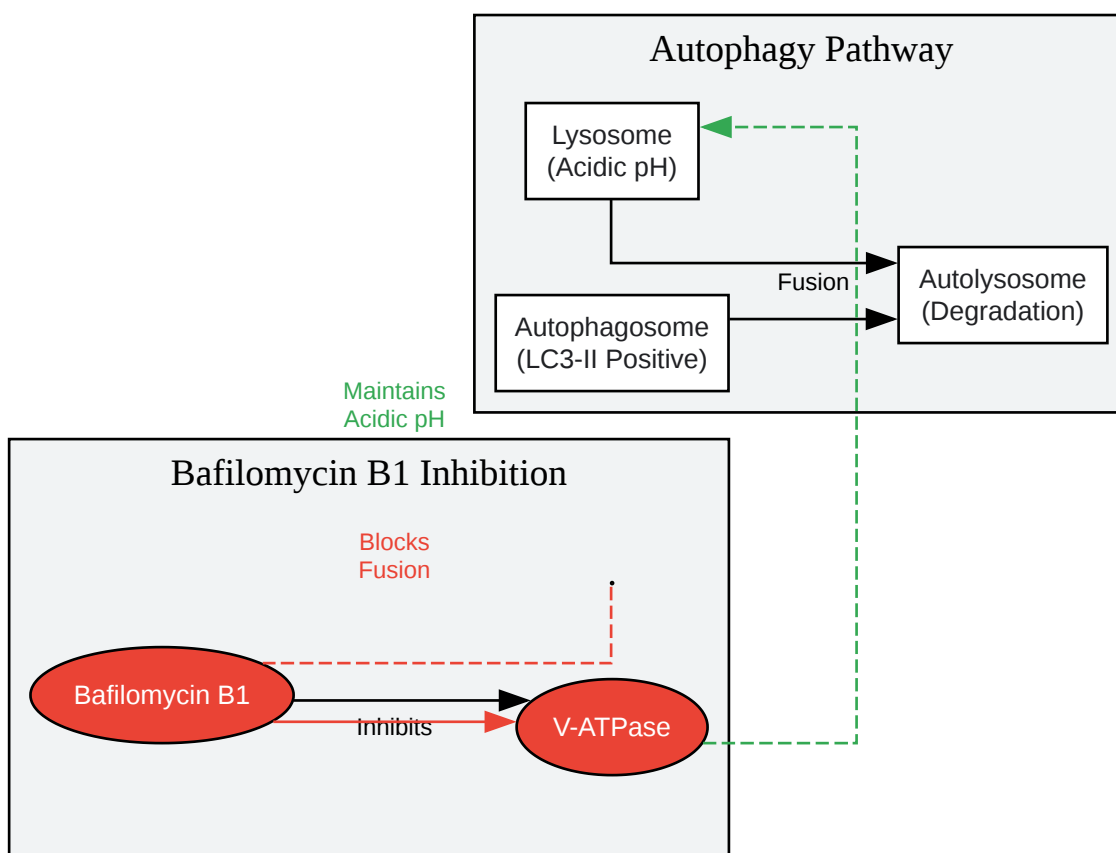 Autophagy Pathway
Lysosome
(Acidic pH)
Fusion
Autolysosome
(Degradation)
Autophagosome
(LC3-II Positive)
Maintains
Acidic pH
Bafilomycin B1 Inhibition
Blocks
Fusion
Bafilomycin B1
Inhibits
V-ATPase